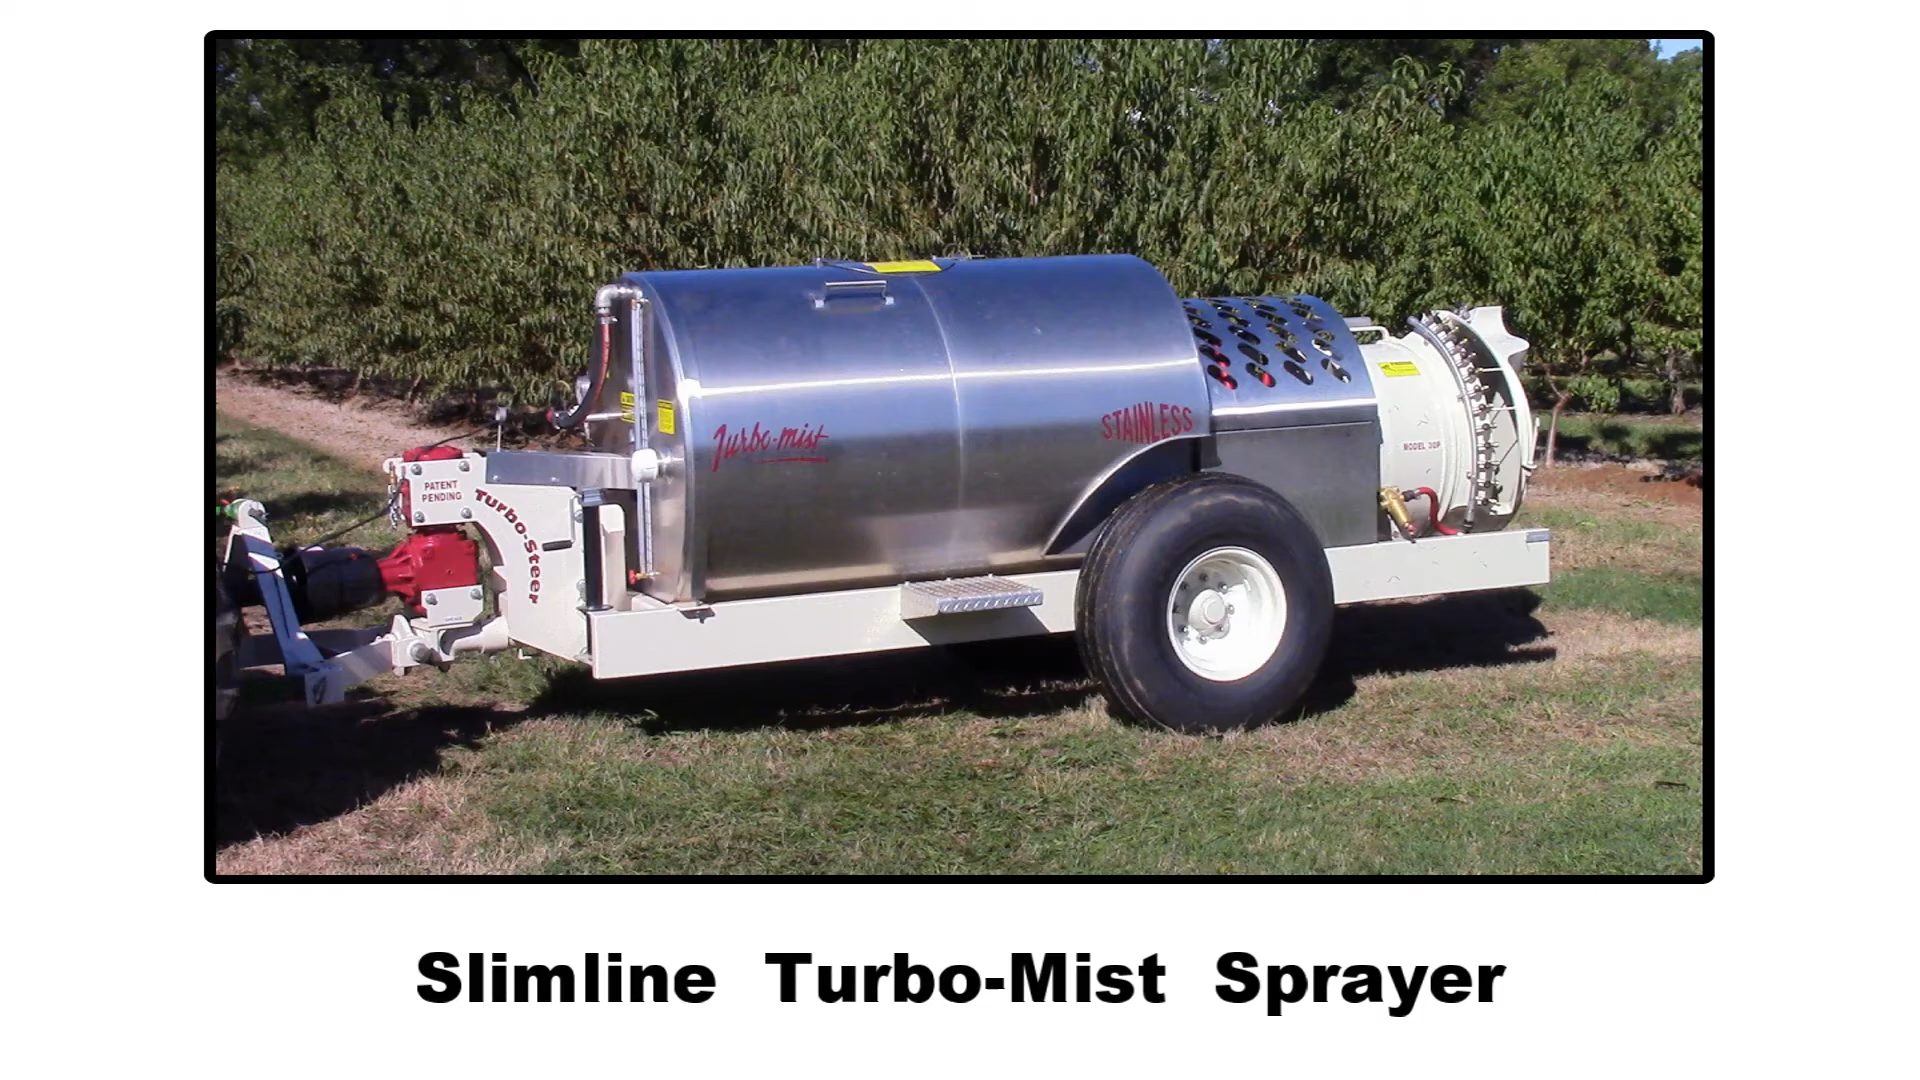 Turbo-mist
STAINLESS
MODEL 30P
PATENT
PENDING
Turbo-Steer
Slimline Turbo-Mist Sprayer